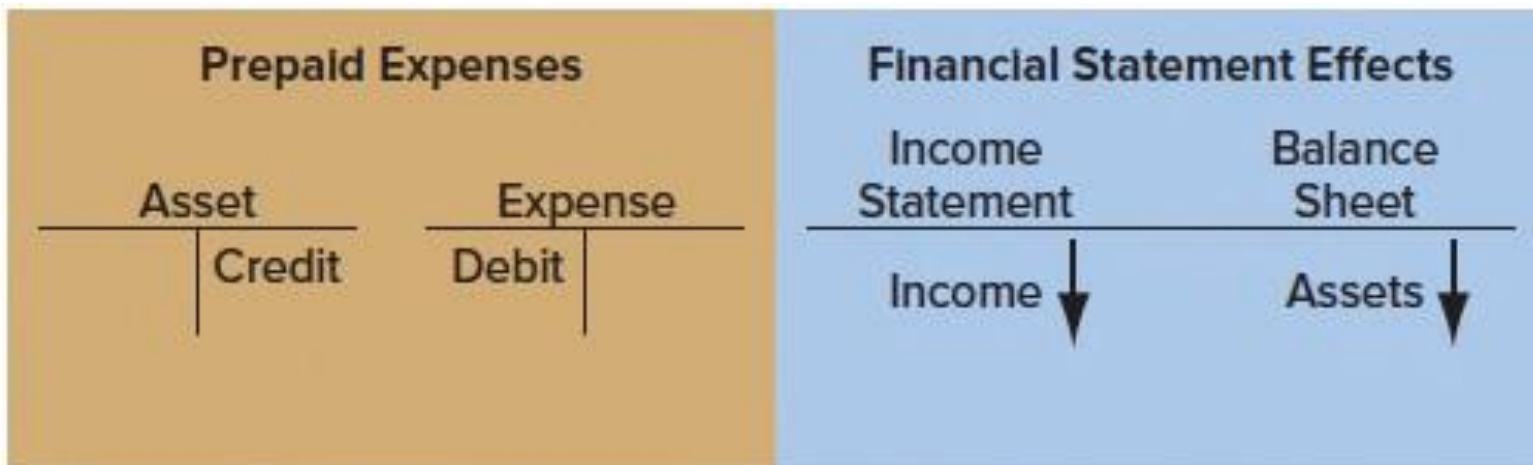 Prepaid Expenses
Asset
Expense
Credit
Debit
Financial Statement Effects
Income
Statement
Balance
Sheet
Income
Assets